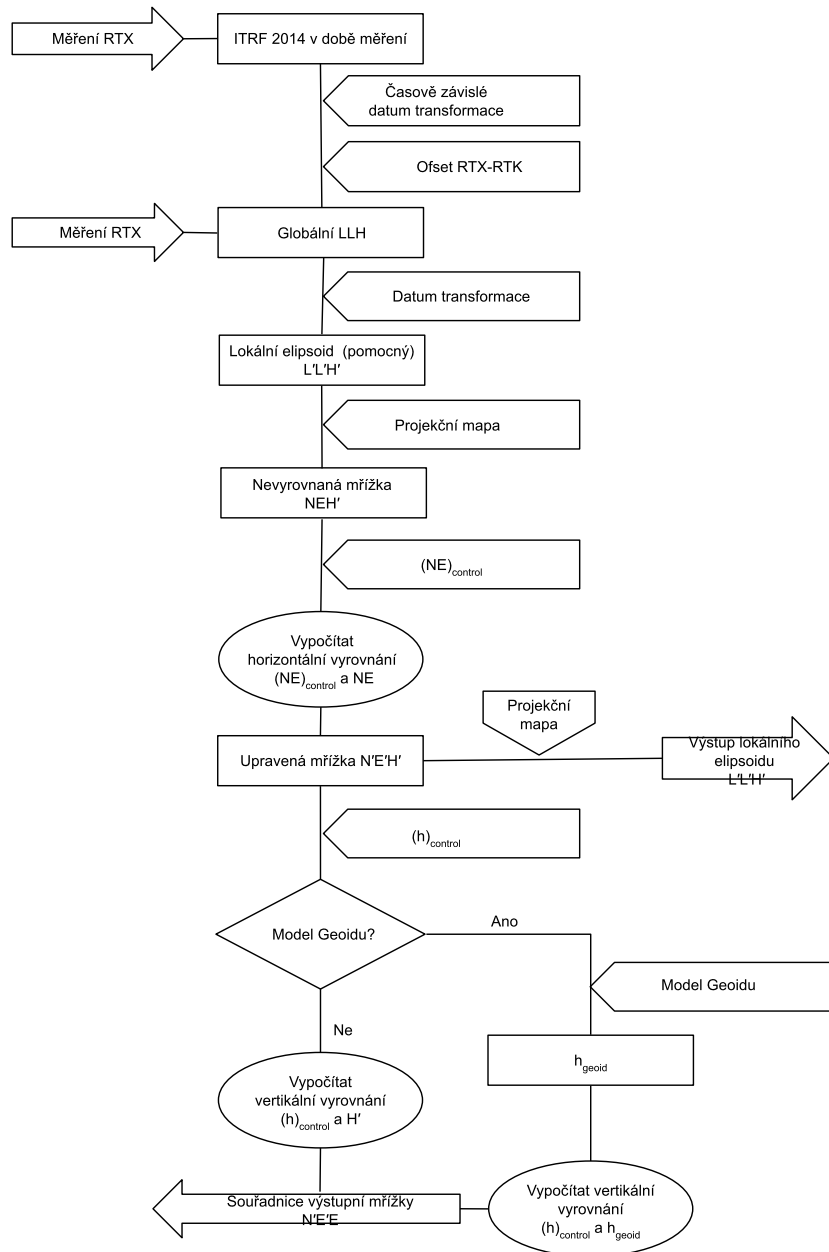 Měření RTX
ITRF 2014 v době měření
Časově závislé
datum transformace
Ofset RTX-RTK
Měření RTX
Globální LLH
Datum transformace
Lokální elipsoid (pomocný)
L'L'H'
Projekční mapa
Nevyrovnaná mřížka
NEH'
(NE)control
Vypočítat
horizontální vyrovnání
(NE)control a NE
Projekční
mapa
Upravená mřížka N'E'H'
Výstup lokálního
elipsoidu
L'L'H'
(h)control
Model Geoidu?
Ano
Model Geoidu
Ne
hgeoid
Vypočítat
vertikální vyrovnání
(h)control a H'
Souřadnice výstupní mřížky
N'E'E
Vypočítat vertikální
vyrovnání
(h)control a hgeoid